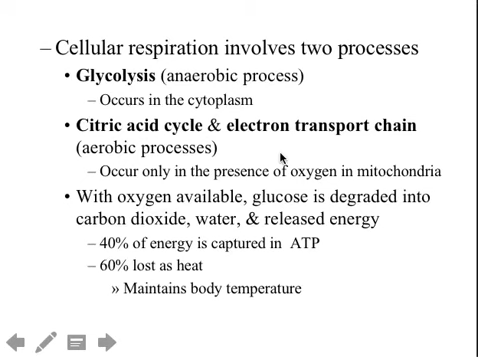 – Cellular respiration involves two processes
• Glycolysis (anaerobic process)
– Occurs in the cytoplasm
• Citric acid cycle & electron transport chain
(aerobic processes)
– Occur only in the presence of oxygen in mitochondria
• With oxygen available, glucose is degraded into
carbon dioxide, water, & released energy
– 40% of energy is captured in ATP
– 60% lost as heat
» Maintains body temperature